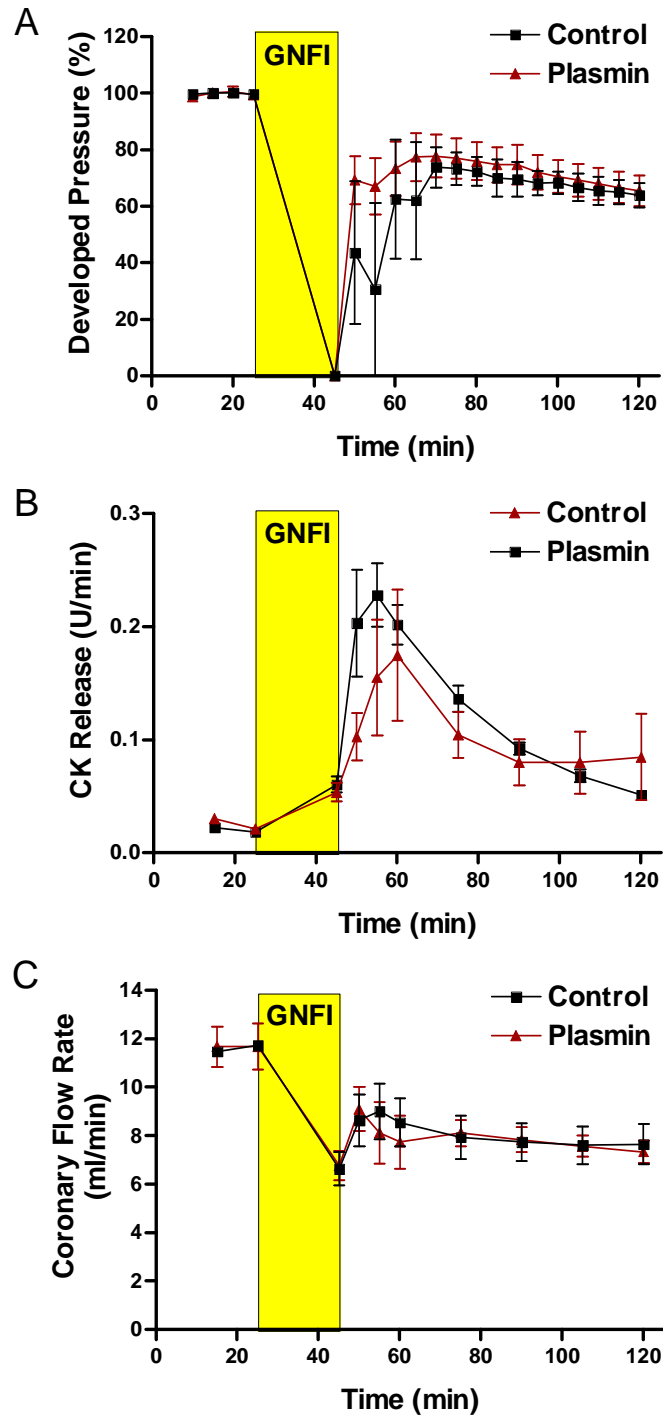 A
Developed Pressure (%)
120
100
80
60
40
20
0
GNFI
Control
Plasmin
0 20 40 60 80 100 120
Time (min)
B
CK Release (U/min)
0.3
0.2
0.1
0.0
GNFI
Control
Plasmin
0 20 40 60 80 100 120
Time (min)
C
Coronary Flow Rate
(ml/min)
14
12
10
8
6
4
2
0
GNFI
Control
Plasmin
0 20 40 60 80 100 120
Time (min)